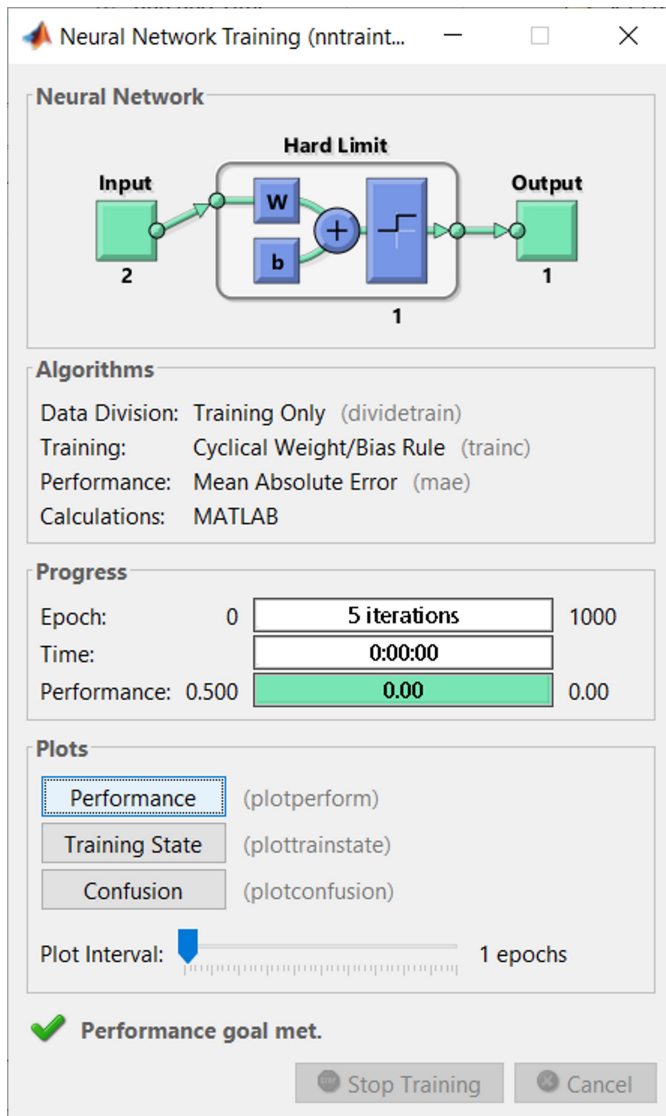 Neural Network Training (nntraint...
Neural Network
Hard Limit
Input
Output
W
b
+
2
1
1
Algorithms
Data Division: Training Only (dividetrain)
Training: Cyclical Weight/Bias Rule (trainc)
Performance: Mean Absolute Error (mae)
Calculations: MATLAB
Progress
Epoch: 0 5 iterations 1000
Time: 0:00:00
Performance: 0.500 0.00 0.00
Plots
Performance (plotperform)
Training State (plottrainstate)
Confusion (plotconfusion)
Plot Interval: 1 epochs
Performance goal met.
Stop Training Cancel